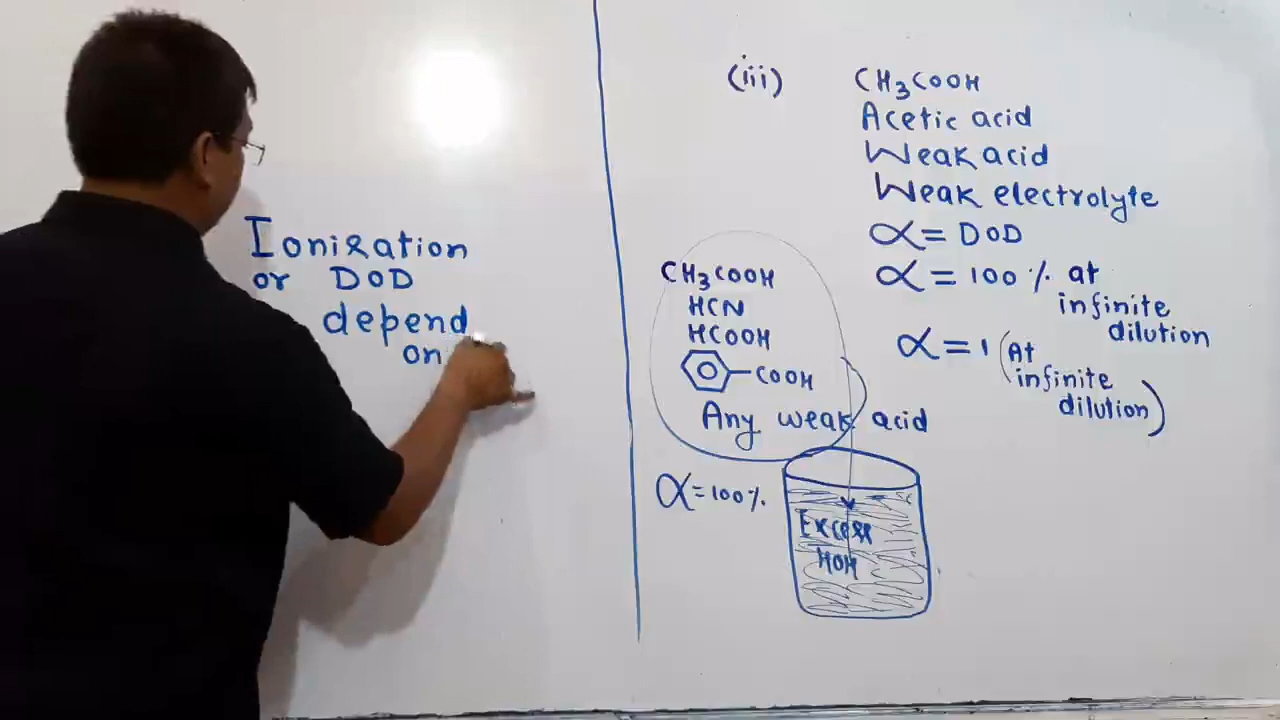 Ionization
or DOD
depend
on
(iii)
CH3COOH
Acetic acid
Weak acid
Weak electrolyte
α = DOD
α = 100 % at
infinite
dilution
α = 1 (At
infinite
dilution)
CH3COOH
HCN
HCOOH
COOH
Any weak acid
α = 100%.
Excess
HOH